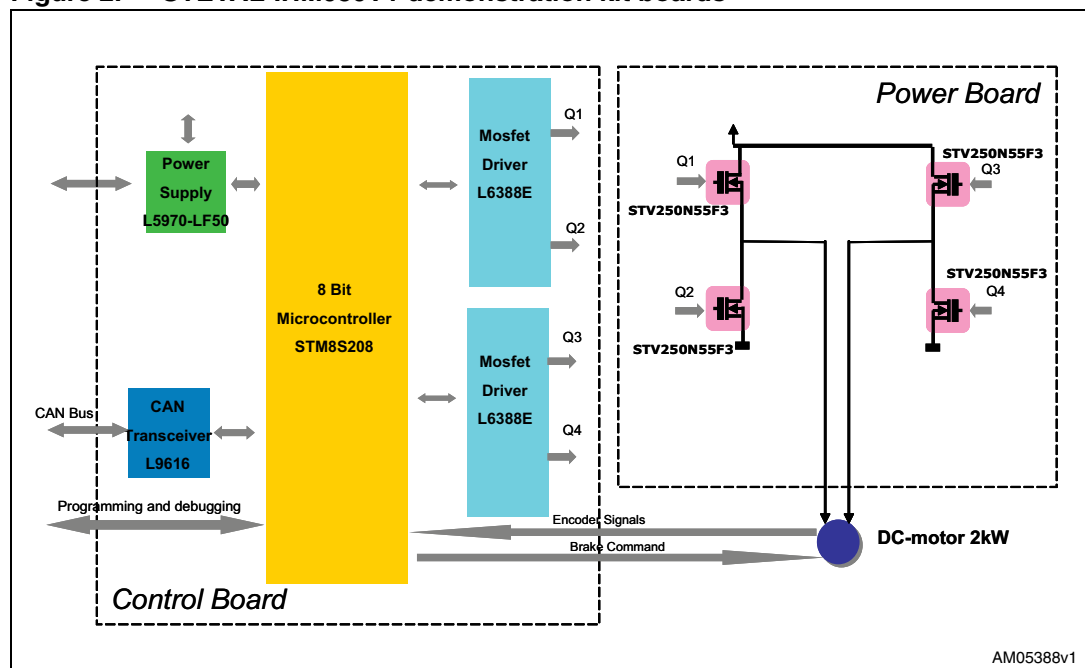 Power Board
Mosfet
Driver
L6388E
Q1
Q2
Power
Supply
L5970-LF50
8 Bit
Microcontroller
STM8S208
Mosfet
Driver
L6388E
Q3
Q4
CAN Bus
CAN
Transceiver
L9616
Programming and debugging
Control Board
Q1
STV250N55F3
STV250N55F3
Q3
Q2
STV250N55F3
STV250N55F3
Q4
Encoder Signals
Brake Command
DC-motor 2kW
AM05388v1